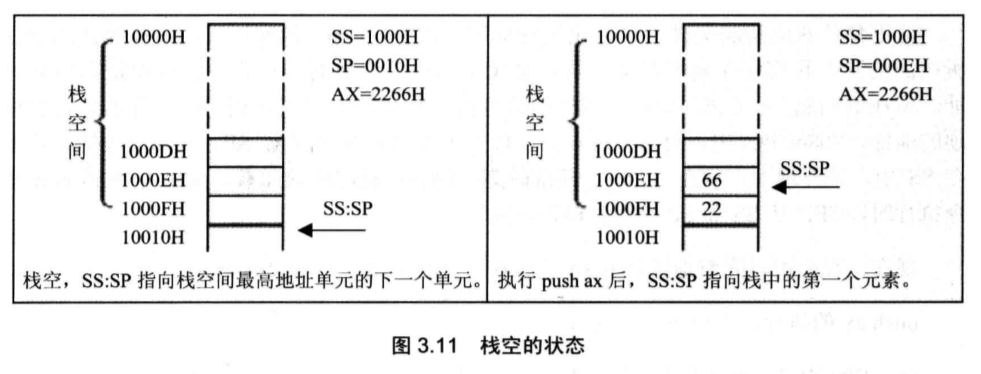 10000H
SS=1000H
SP=0010H
AX=2266H
栈空间
1000DH
1000EH
1000FH
SS:SP
10010H
栈空，SS:SP 指向栈空间最高地址单元的下一个单元。
10000H
SS=1000H
SP=000EH
AX=2266H
栈空间
1000DH
1000EH
66
SS:SP
1000FH
22
10010H
执行 push ax 后，SS:SP 指向栈中的第一个元素。
图 3.11 栈空的状态